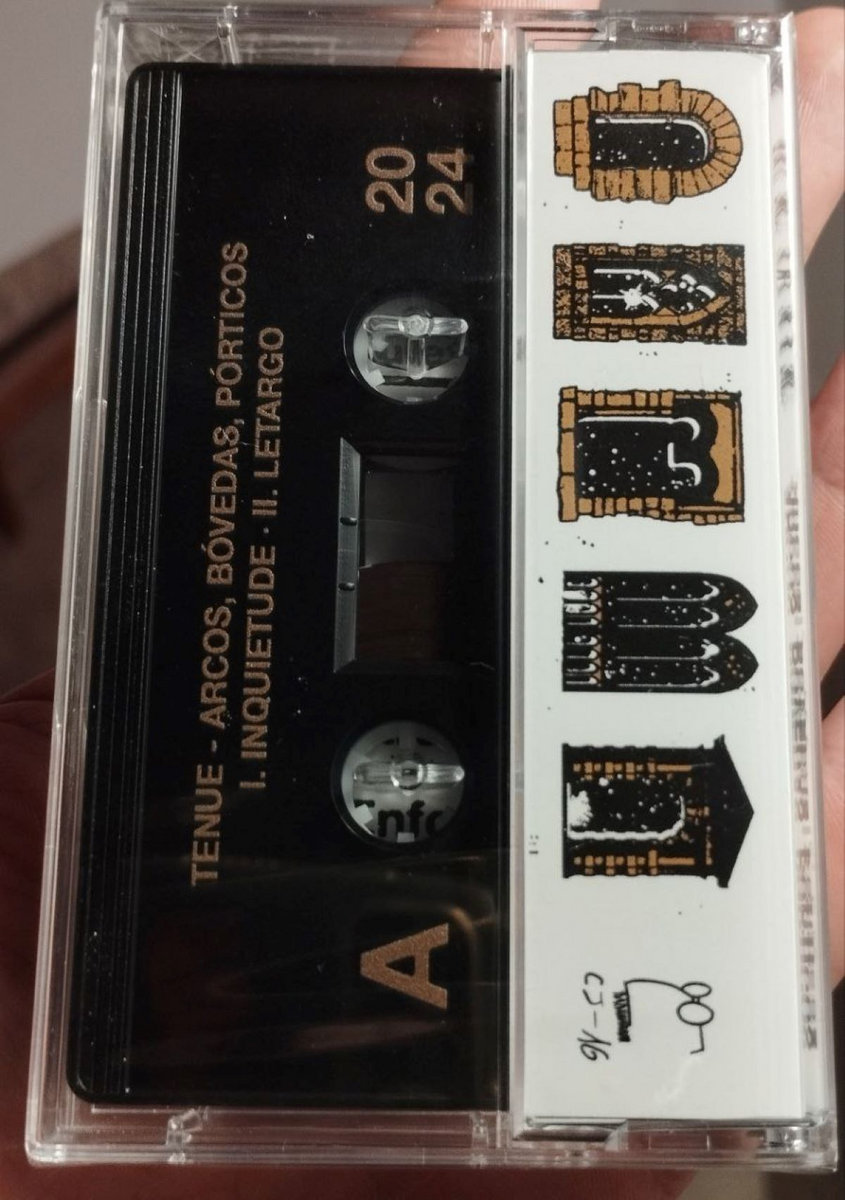 TENUE - ARCOS, BÓVEDAS, PÓRTICOS
I. INQUIETUDE · II. LETARGO
20
24
A
CJ-16